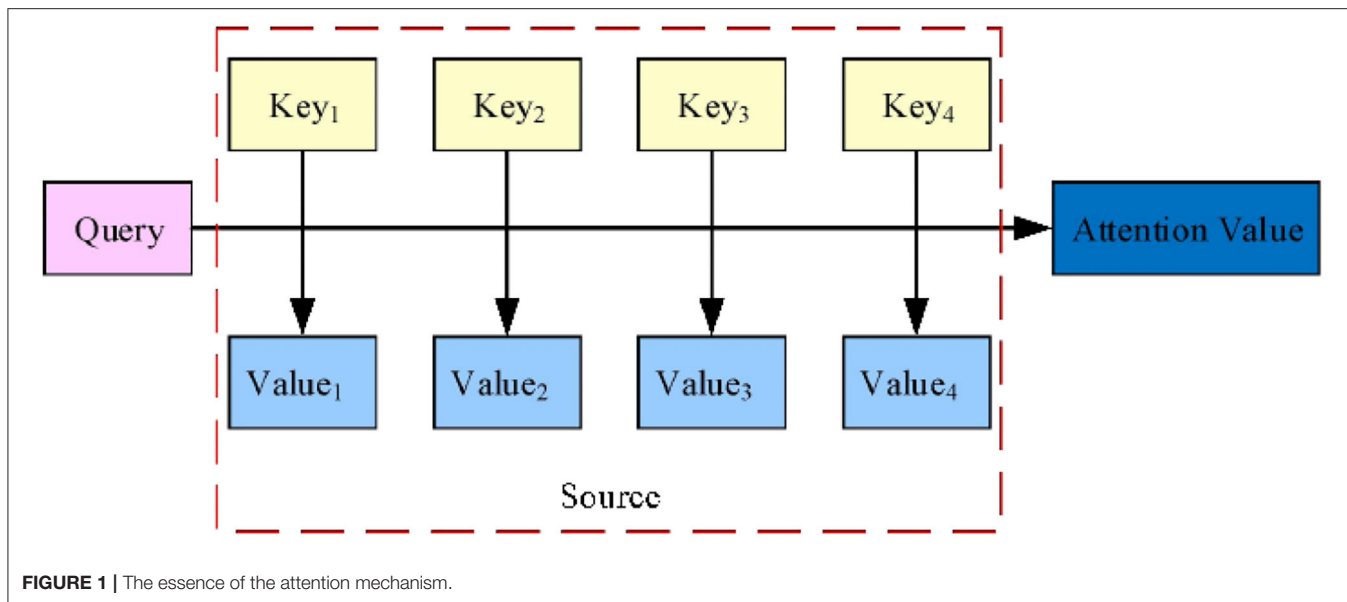 Key₁ Key₂ Key₃ Key₄
Query Attention Value
Value₁ Value₂ Value₃ Value₄
Source
FIGURE 1 | The essence of the attention mechanism.